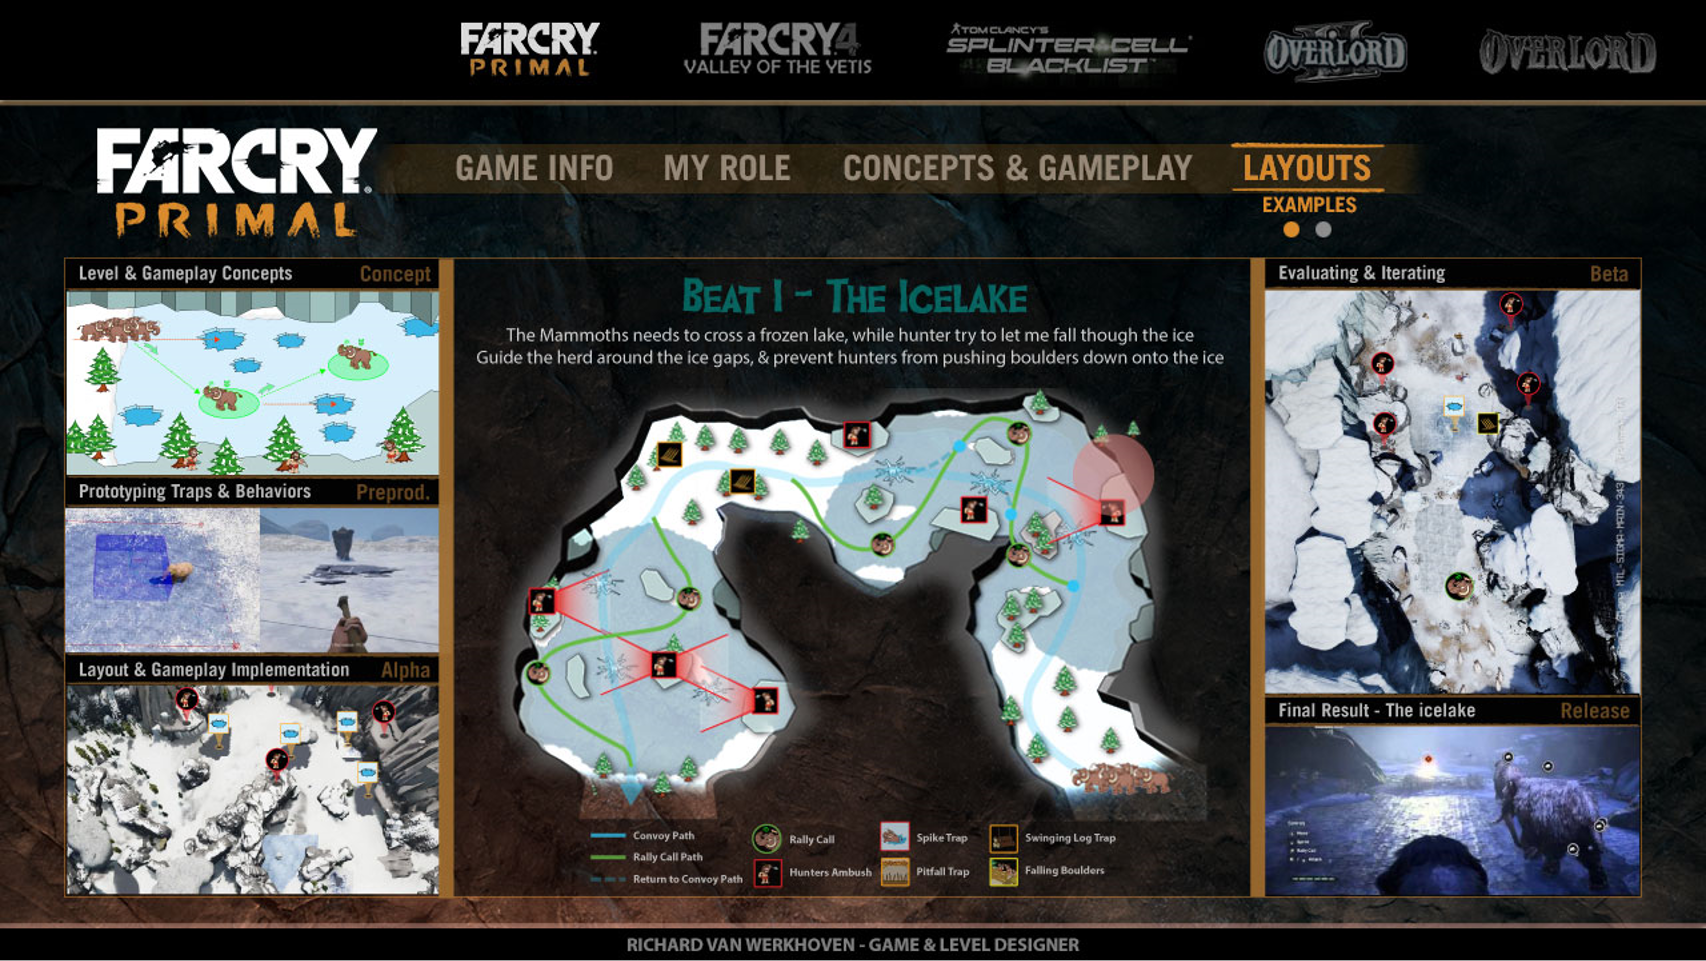 FARCRY
PRIMAL
FARCRY 4
VALLEY OF THE YETIS
TOM CLANCY'S
SPLINTER CELL
BLACKLIST
OVERLORD II
OVERLORD
FARCRY
PRIMAL
GAME INFO
MY ROLE
CONCEPTS & GAMEPLAY
LAYOUTS
EXAMPLES
Level & Gameplay Concepts
Concept
Prototyping Traps & Behaviors
Preprod.
Layout & Gameplay Implementation
Alpha
Beat 1 - The Icelake
The Mammoths needs to cross a frozen lake, while hunter try to let me fall though the ice
Guide the herd around the ice gaps, & prevent hunters from pushing boulders down onto the ice
Convoy Path
Rally Call Path
Return to Convoy Path
Rally Call
Hunters Ambush
Spike Trap
Pitfall Trap
Swinging Log Trap
Falling Boulders
Evaluating & Iterating
Beta
Final Result - The icelake
Release
RICHARD VAN WERKHOVEN - GAME & LEVEL DESIGNER